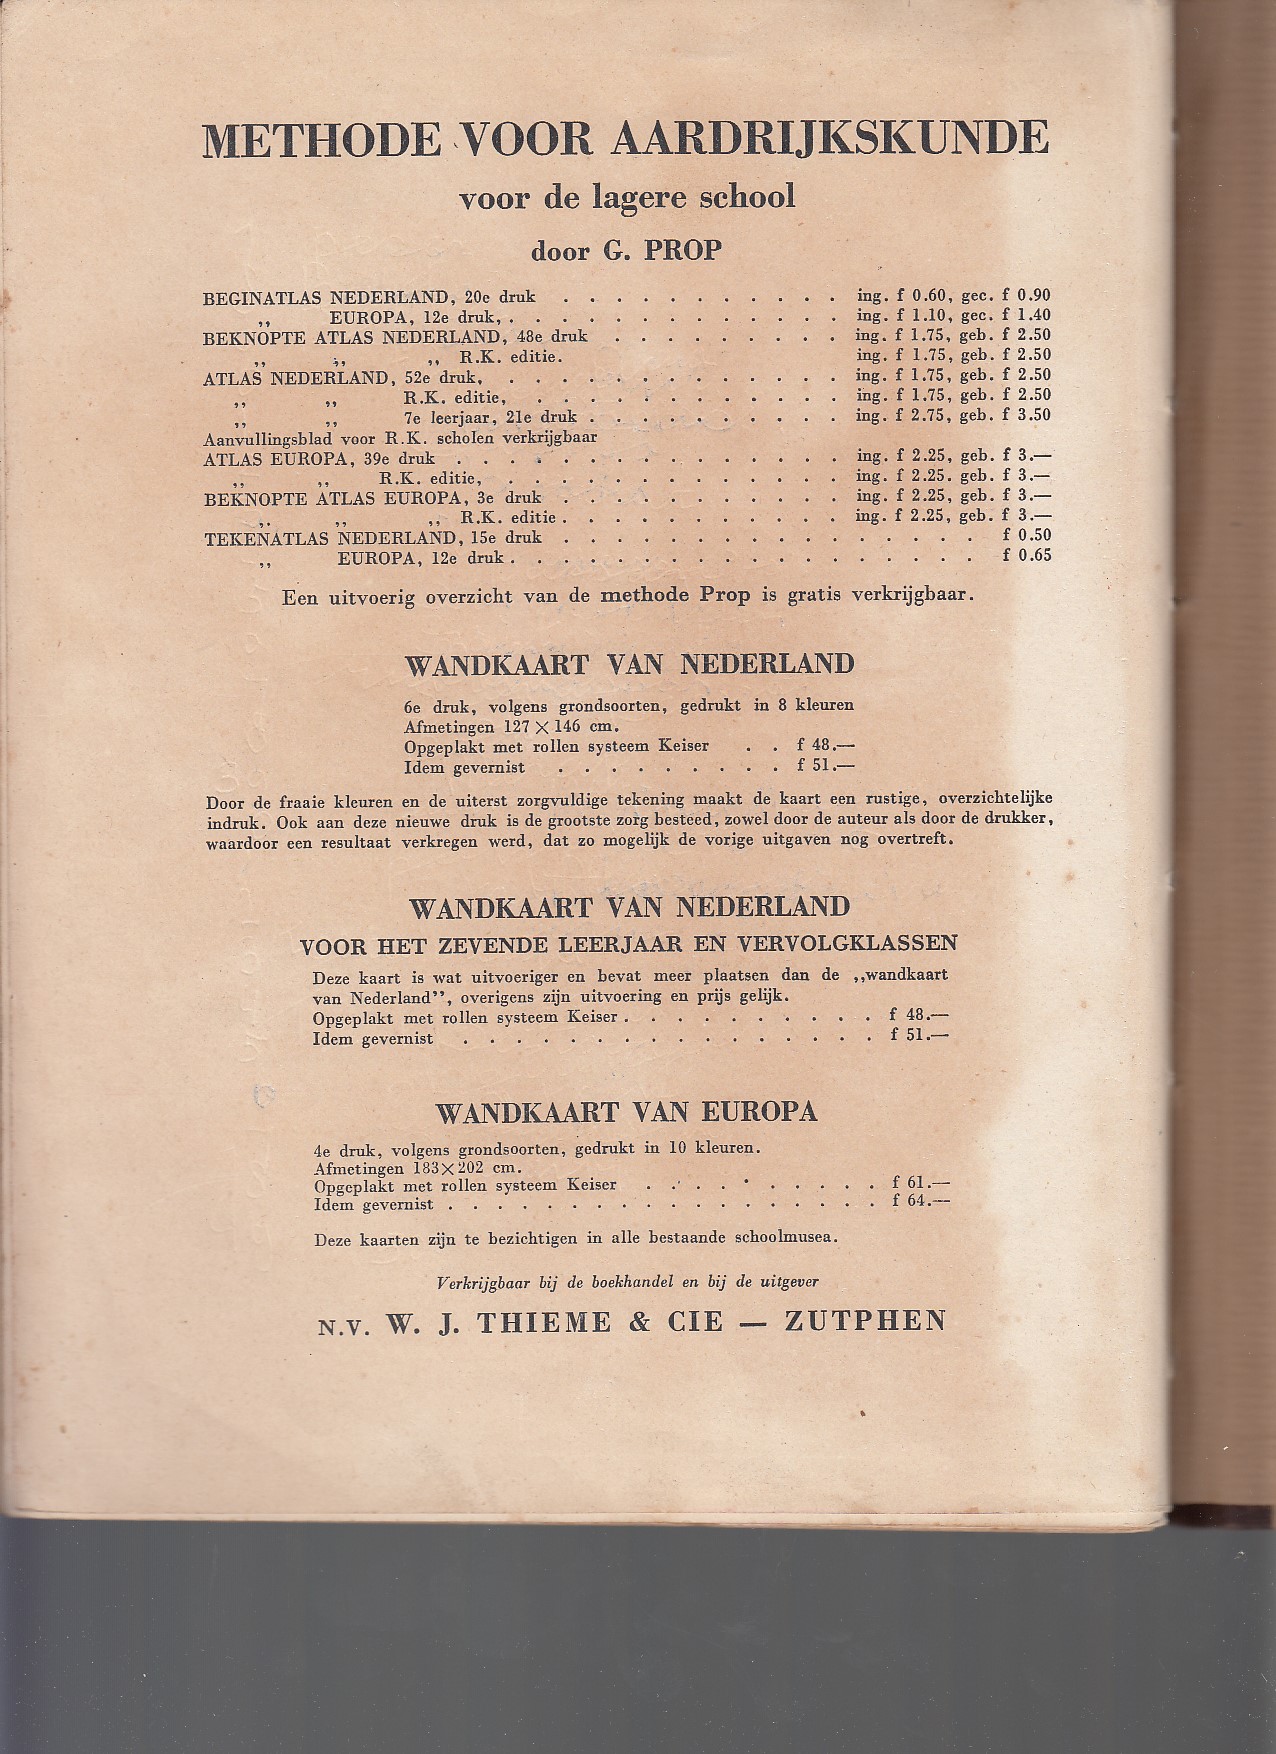 METHODE VOOR AARDRIJKSKUNDE
voor de lagere school
door G. PROP
BEGINATLAS NEDERLAND, 20e druk . . . . . . . . . . . ing. f 0.60, gec. f 0.90
,, EUROPA, 12e druk, . . . . . . . . . . . . . ing. f 1.10, gec. f 1.40
BEKNOPTE ATLAS NEDERLAND, 48e druk . . . . . . . . . ing. f 1.75, geb. f 2.50
,, ,, ,, R.K. editie. ing. f 1.75, geb. f 2.50
ATLAS NEDERLAND, 52e druk, . . . . . . . . . . . . . ing. f 1.75, geb. f 2.50
,, ,, R.K. editie, . . . . . . . . . . . . ing. f 1.75, geb. f 2.50
,, ,, 7e leerjaar, 21e druk . . . . . . . . . . ing. f 2.75, geb. f 3.50
Aanvullingsblad voor R.K. scholen verkrijgbaar
ATLAS EUROPA, 39e druk . . . . . . . . . . . . . . . ing. f 2.25, geb. f 3.—
,, ,, R.K. editie, . . . . . . . . . . . . . ing. f 2.25. geb. f 3.—
BEKNOPTE ATLAS EUROPA, 3e druk . . . . . . . . . . . ing. f 2.25, geb. f 3.—
,, ,, ,, R.K. editie . . . . . . . . . . . ing. f 2.25, geb. f 3.—
TEKENATLAS NEDERLAND, 15e druk . . . . . . . . . . . . . . . . f 0.50
,, EUROPA, 12e druk . . . . . . . . . . . . . . . . . . f 0.65
Een uitvoerig overzicht van de methode Prop is gratis verkrijgbaar.
WANDKAART VAN NEDERLAND
6e druk, volgens grondsoorten, gedrukt in 8 kleuren
Afmetingen 127 × 146 cm.
Opgeplakt met rollen systeem Keiser . . f 48.—
Idem gevernist . . . . . . . . . f 51.—
Door de fraaie kleuren en de uiterst zorgvuldige tekening maakt de kaart een rustige, overzichtelijke
indruk. Ook aan deze nieuwe druk is de grootste zorg besteed, zowel door de auteur als door de drukker,
waardoor een resultaat verkregen werd, dat zo mogelijk de vorige uitgaven nog overtreft.
WANDKAART VAN NEDERLAND
VOOR HET ZEVENDE LEERJAAR EN VERVOLGKLASSEN
Deze kaart is wat uitvoeriger en bevat meer plaatsen dan de ,,wandkaart
van Nederland”, overigens zijn uitvoering en prijs gelijk.
Opgeplakt met rollen systeem Keiser . . . . . . . . . . f 48.—
Idem gevernist . . . . . . . . . . . . . . . . f 51.—
WANDKAART VAN EUROPA
4e druk, volgens grondsoorten, gedrukt in 10 kleuren.
Afmetingen 183×202 cm.
Opgeplakt met rollen systeem Keiser . . . . . . . . . . f 61.—
Idem gevernist . . . . . . . . . . . . . . . . . . f 64.—
Deze kaarten zijn te bezichtigen in alle bestaande schoolmusea.
Verkrijgbaar bij de boekhandel en bij de uitgever
N.V. W. J. THIEME & CIE — ZUTPHEN